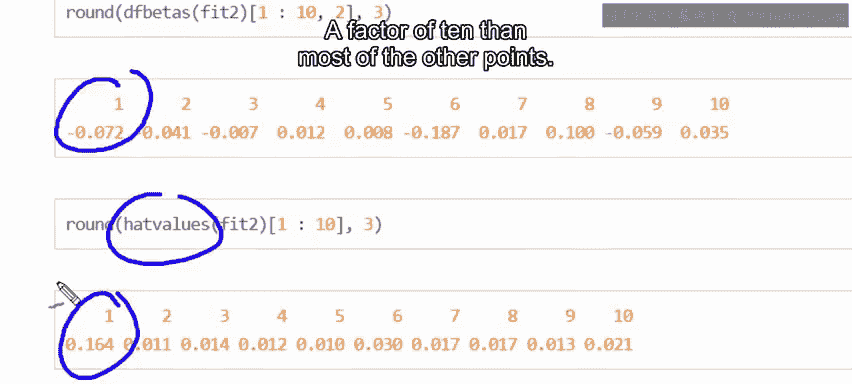 round(dfbetas(fit2)[1 : 10, 2], 3)
A factor of ten than
most of the other points.
1 2 3 4 5 6 7 8 9 10
-0.072 -0.041 -0.007 0.012 0.008 -0.187 0.017 0.100 -0.059 0.035
round(hatvalues(fit2)[1 : 10], 3)
1 2 3 4 5 6 7 8 9 10
0.164 0.011 0.014 0.012 0.010 0.030 0.017 0.017 0.013 0.021